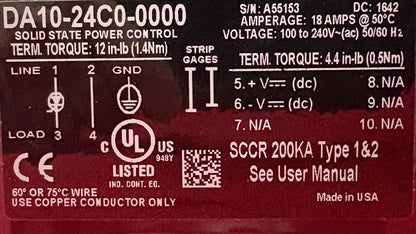 DA10-24C0-0000
SOLID STATE POWER CONTROL
S/N: A55153 DC: 1642
AMPERAGE: 18 AMPS @ 50°C
VOLTAGE: 100 to 240V~(ac) 50/60 Hz
TERM. TORQUE: 12 in-lb (1.4Nm)
STRIP
GAGES
TERM. TORQUE: 4.4 in-lb (0.5Nm)
LINE 1 2 GND
LOAD 3 4
5. + V (dc) 8. N/A
6. - V (dc) 9. N/A
7. N/A 10. N/A
C UL US
LISTED
948Y
IND. CONT. EQ.
CE
60° OR 75°C WIRE
USE COPPER CONDUCTOR ONLY
SCCR 200KA Type 1&2
See User Manual
Made in USA